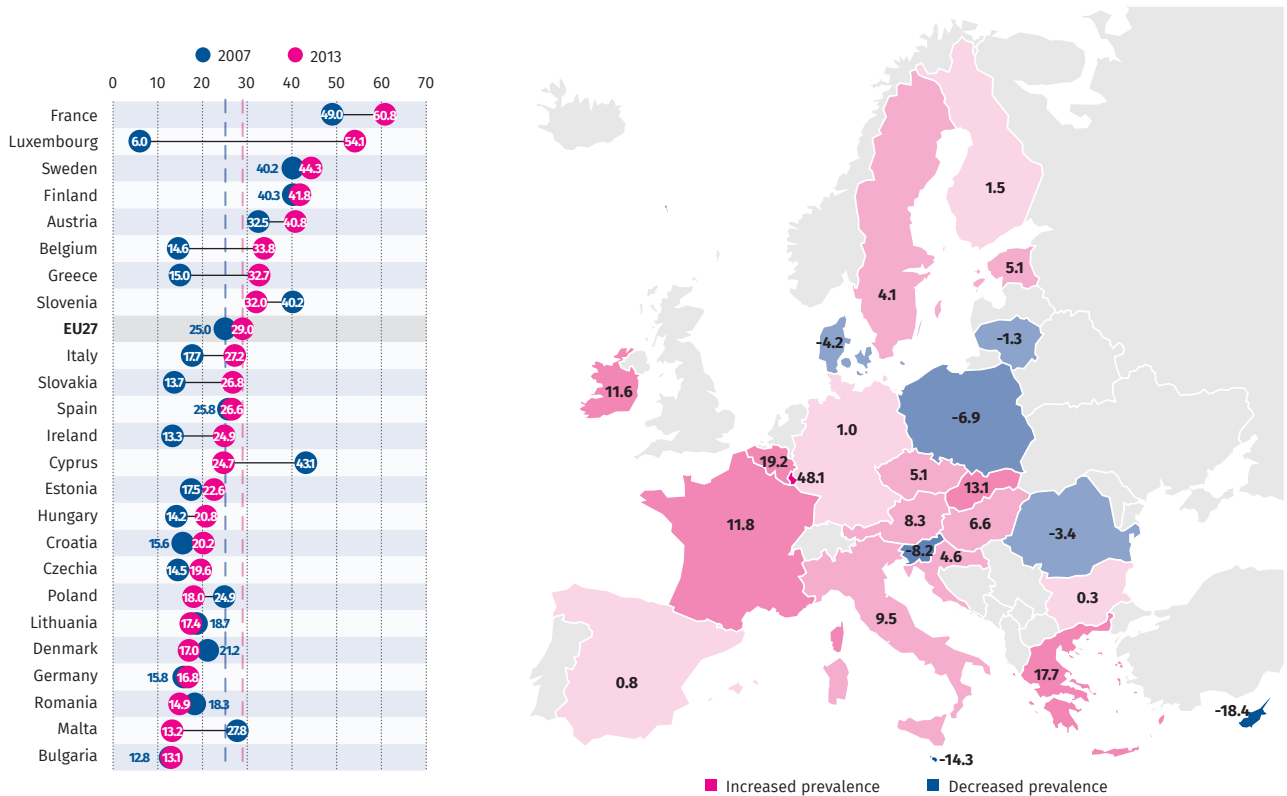 2007 2013
0 10 20 30 40 50 60 70
France 49.0 60.8
Luxembourg 6.0 54.1
Sweden 40.2 44.3
Finland 40.3 41.8
Austria 32.5 40.8
Belgium 14.6 33.8
Greece 15.0 32.7
Slovenia 32.0 40.2
EU27 25.0 29.0
Italy 17.7 27.2
Slovakia 13.7 26.8
Spain 25.8 26.6
Ireland 13.3 24.9
Cyprus 24.7 43.1
Estonia 17.5 22.6
Hungary 14.2 20.8
Croatia 15.6 20.2
Czechia 14.5 19.6
Poland 18.0 24.9
Lithuania 17.4 18.7
Denmark 17.0 21.2
Germany 15.8 16.8
Romania 14.9 18.3
Malta 13.2 27.8
Bulgaria 12.8 13.1
1.5
5.1
4.1
-4.2
-1.3
11.6
-6.9
1.0
19.2
48.1
5.1
13.1
11.8
8.3
6.6
-3.4
-8.2
4.6
0.3
9.5
17.7
0.8
-18.4
-14.3
Increased prevalence Decreased prevalence